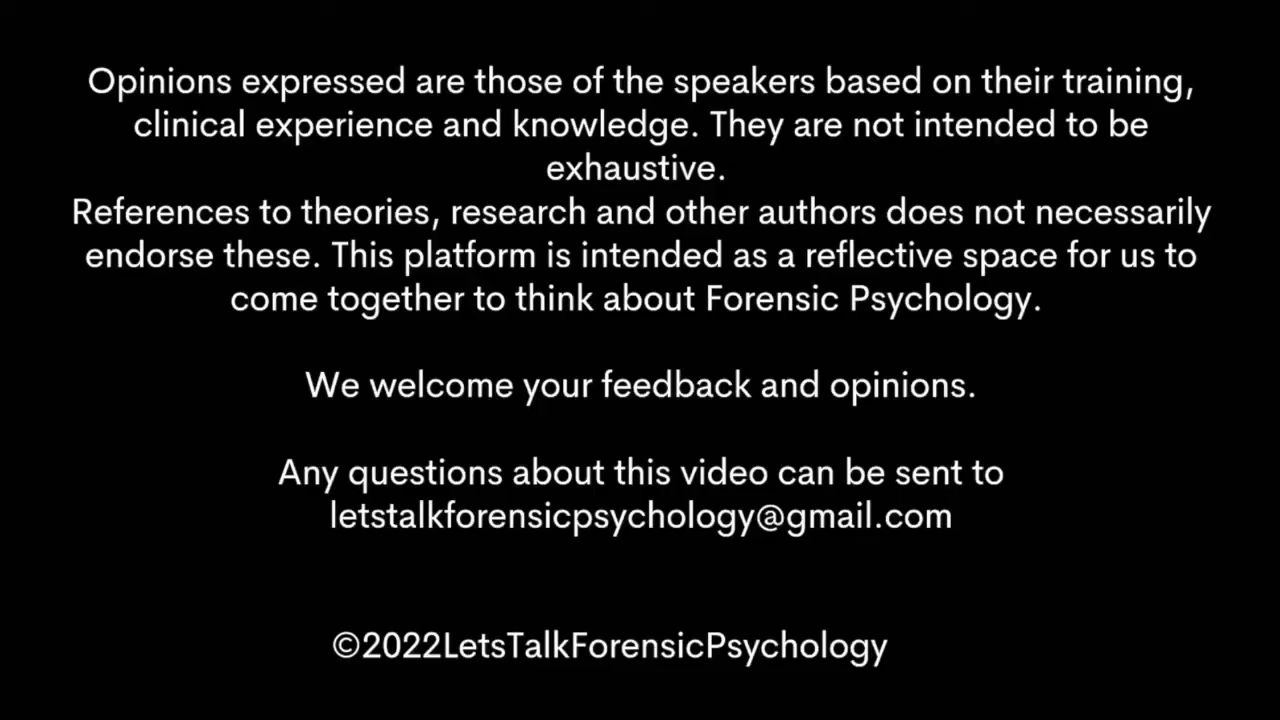 Opinions expressed are those of the speakers based on their training,
clinical experience and knowledge. They are not intended to be
exhaustive.
References to theories, research and other authors does not necessarily
endorse these. This platform is intended as a reflective space for us to
come together to think about Forensic Psychology.
We welcome your feedback and opinions.
Any questions about this video can be sent to
letstalkforensicpsychology@gmail.com
©2022LetsTalkForensicPsychology